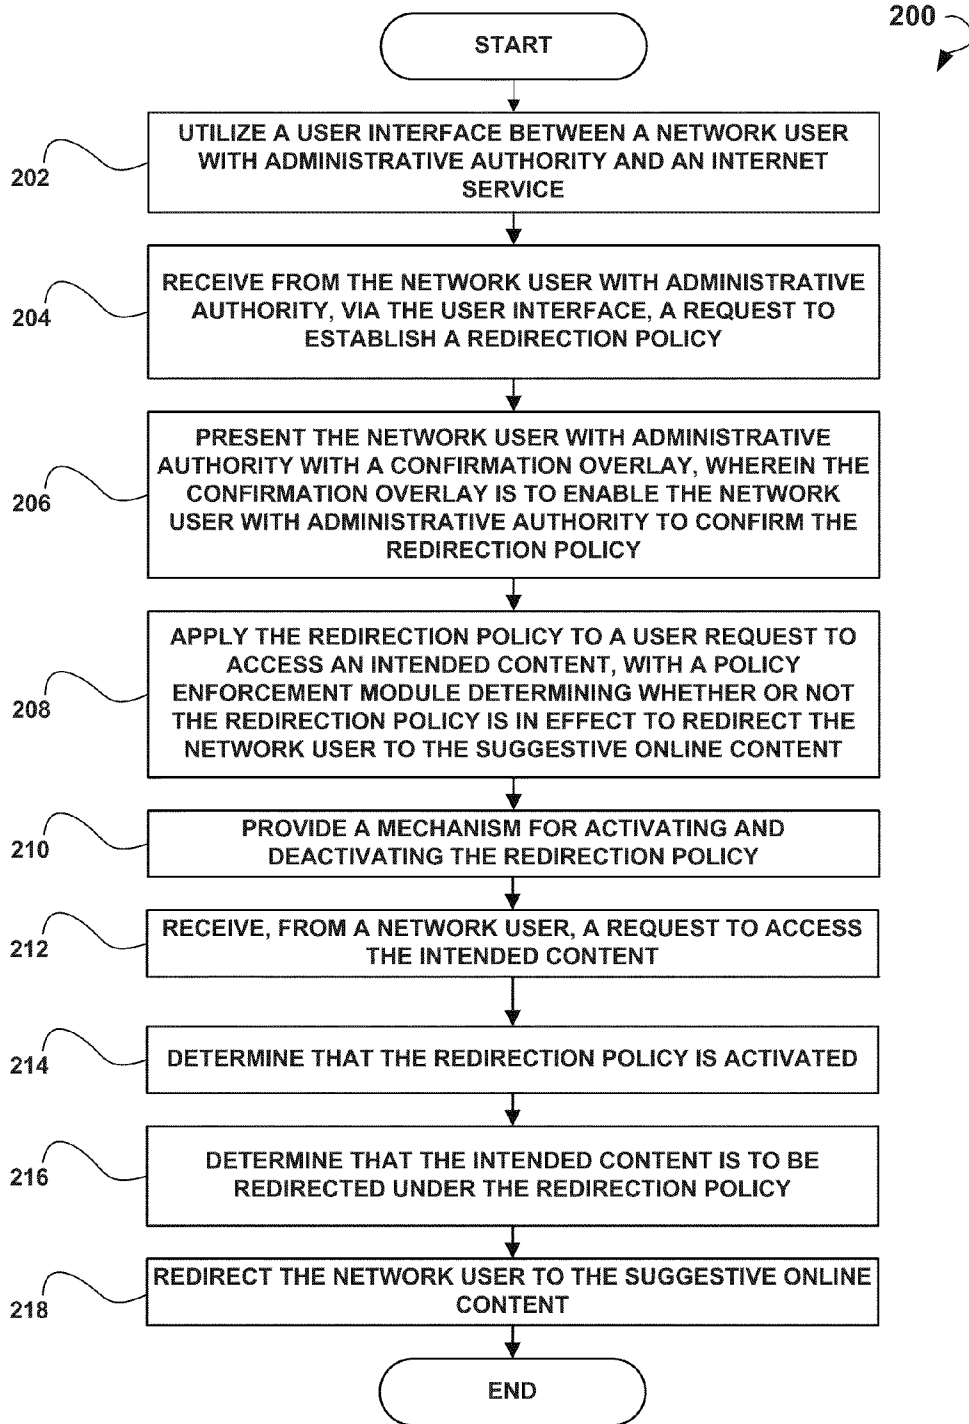 200
START
202
UTILIZE A USER INTERFACE BETWEEN A NETWORK USER
WITH ADMINISTRATIVE AUTHORITY AND AN INTERNET
SERVICE
204
RECEIVE FROM THE NETWORK USER WITH ADMINISTRATIVE
AUTHORITY, VIA THE USER INTERFACE, A REQUEST TO
ESTABLISH A REDIRECTION POLICY
206
PRESENT THE NETWORK USER WITH ADMINISTRATIVE
AUTHORITY WITH A CONFIRMATION OVERLAY, WHEREIN THE
CONFIRMATION OVERLAY IS TO ENABLE THE NETWORK
USER WITH ADMINISTRATIVE AUTHORITY TO CONFIRM THE
REDIRECTION POLICY
208
APPLY THE REDIRECTION POLICY TO A USER REQUEST TO
ACCESS AN INTENDED CONTENT, WITH A POLICY
ENFORCEMENT MODULE DETERMINING WHETHER OR NOT
THE REDIRECTION POLICY IS IN EFFECT TO REDIRECT THE
NETWORK USER TO THE SUGGESTIVE ONLINE CONTENT
210
PROVIDE A MECHANISM FOR ACTIVATING AND
DEACTIVATING THE REDIRECTION POLICY
212
RECEIVE, FROM A NETWORK USER, A REQUEST TO ACCESS
THE INTENDED CONTENT
214
DETERMINE THAT THE REDIRECTION POLICY IS ACTIVATED
216
DETERMINE THAT THE INTENDED CONTENT IS TO BE
REDIRECTED UNDER THE REDIRECTION POLICY
218
REDIRECT THE NETWORK USER TO THE SUGGESTIVE ONLINE
CONTENT
END